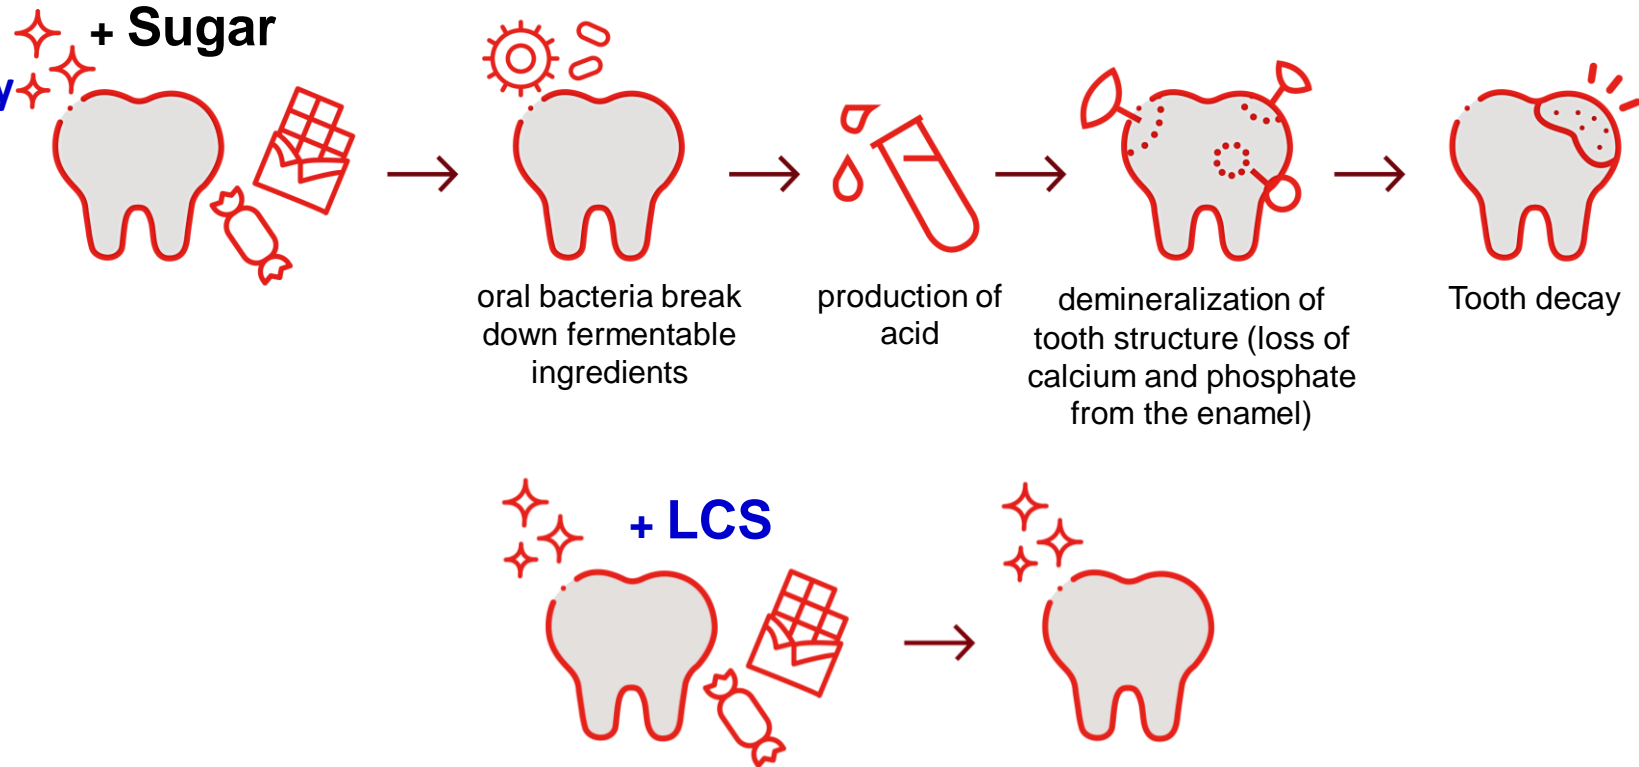 + Sugar
y
oral bacteria break
down fermentable
ingredients
production of
acid
demineralization of
tooth structure (loss of
calcium and phosphate
from the enamel)
Tooth decay
+ LCS